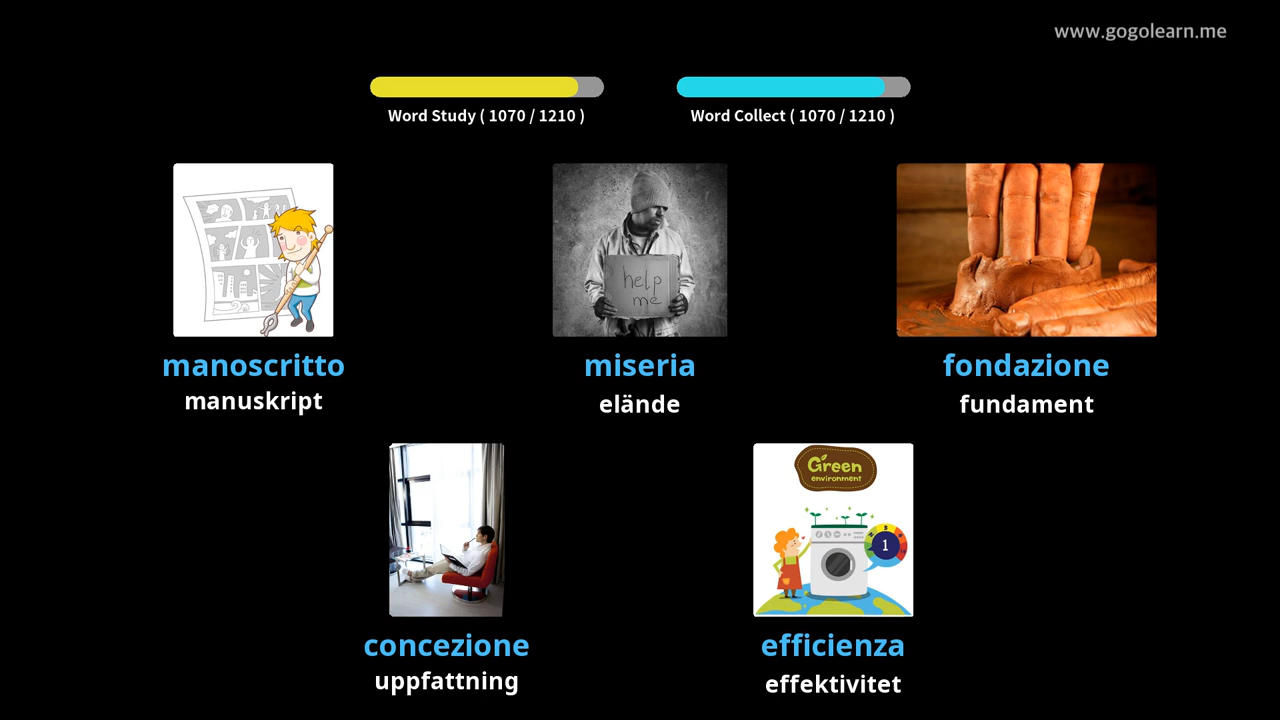 www.gogolearn.me
Word Study ( 1070 / 1210 )
Word Collect ( 1070 / 1210 )
help
me
manoscritto
manuskript
miseria
elände
fondazione
fundament
Green
environment
1
concezione
uppfattning
efficienza
effektivitet